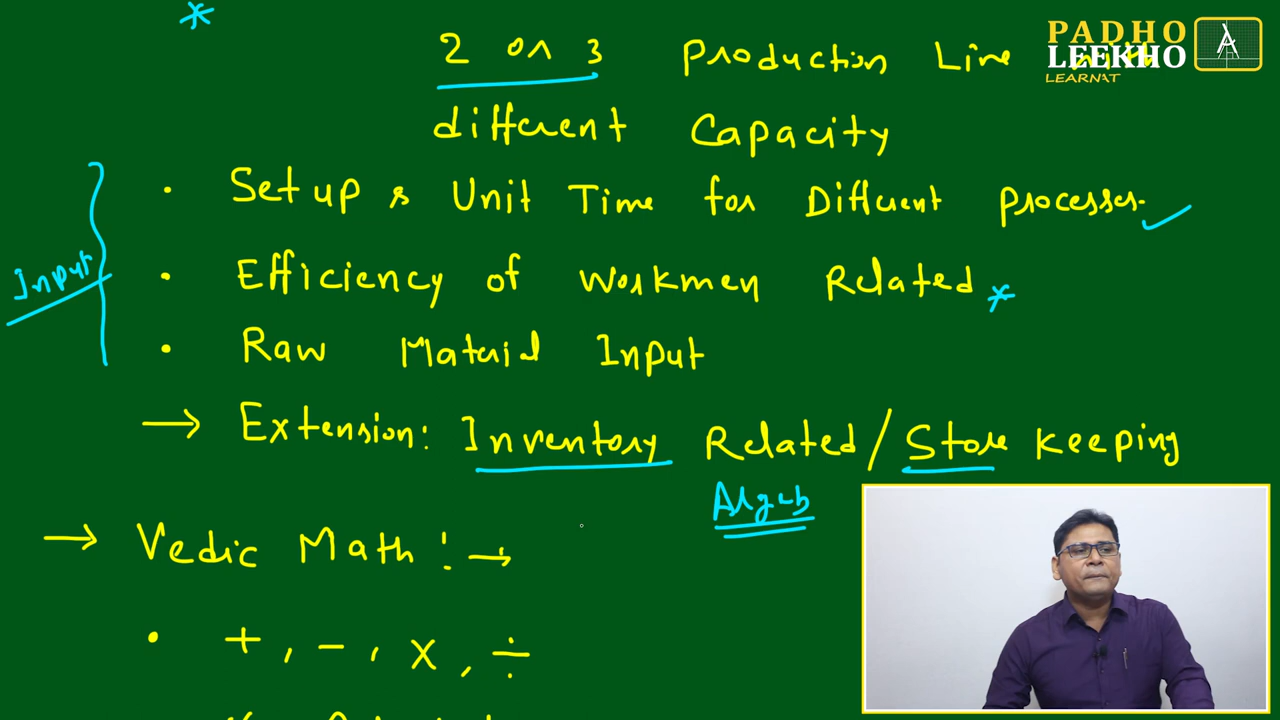 *
PADHO
LEEKHO
LEARN
2 or 3 Production Line
different Capacity
• Setup & Unit Time for Different Processes.
Input
• Efficiency of Workmen Related *
• Raw Material Input
→ Extension: Inventory Related / Store Keeping
Algeb
→ Vedic Math : →
• + , - , x , ÷